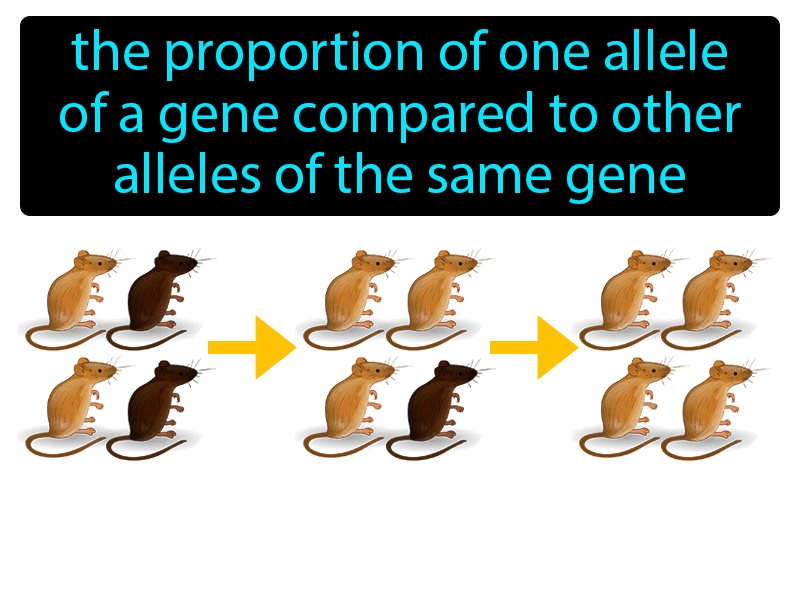 the proportion of one allele
of a gene compared to other
alleles of the same gene